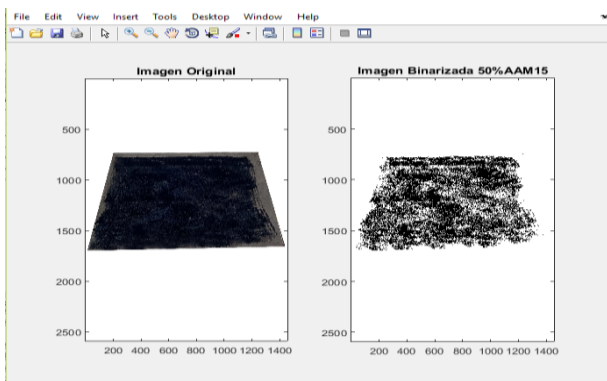 File Edit View Insert Tools Desktop Window Help
Imagen Original
500
1000
1500
2000
2500
200 400 600 800 1000 1200 1400
Imagen Binarizada 50%AAM15
500
1000
1500
2000
2500
200 400 600 800 1000 1200 1400